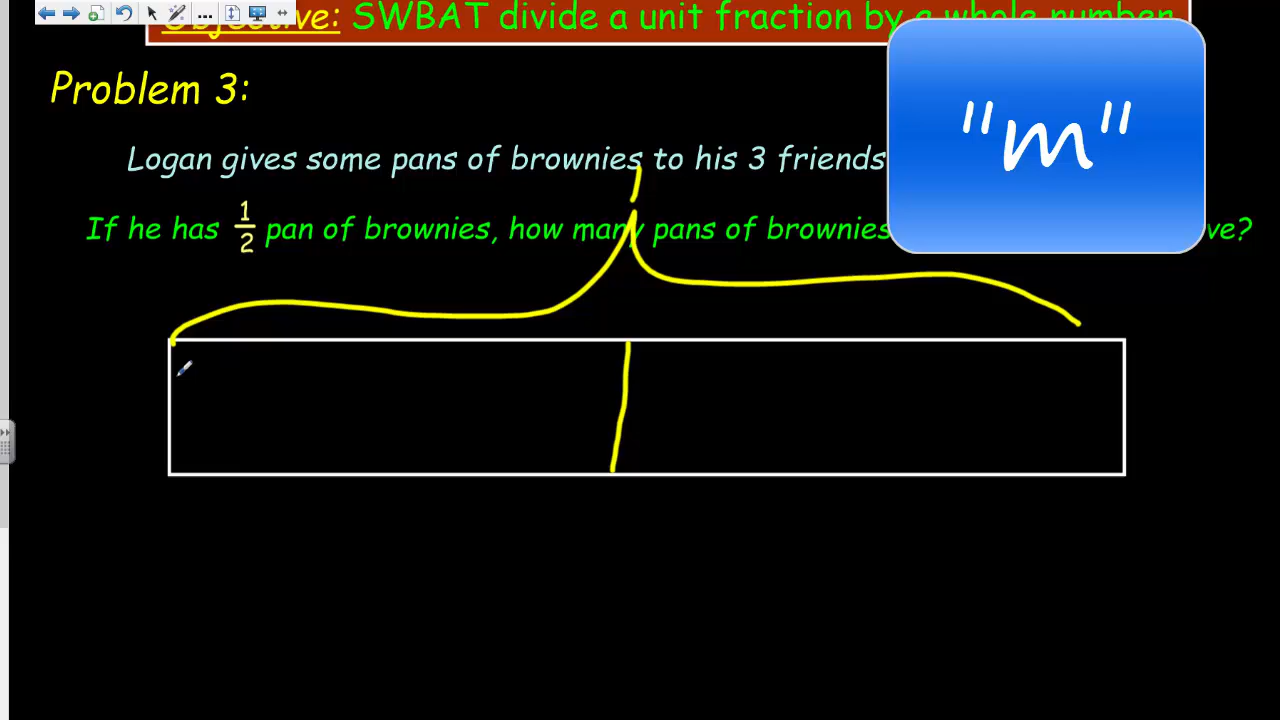 Objective: SWBAT divide a unit fraction by a whole number
Problem 3:
"m"
Logan gives some pans of brownies to his 3 friends
If he has 1/2 pan of brownies, how many pans of brownies ve?
1